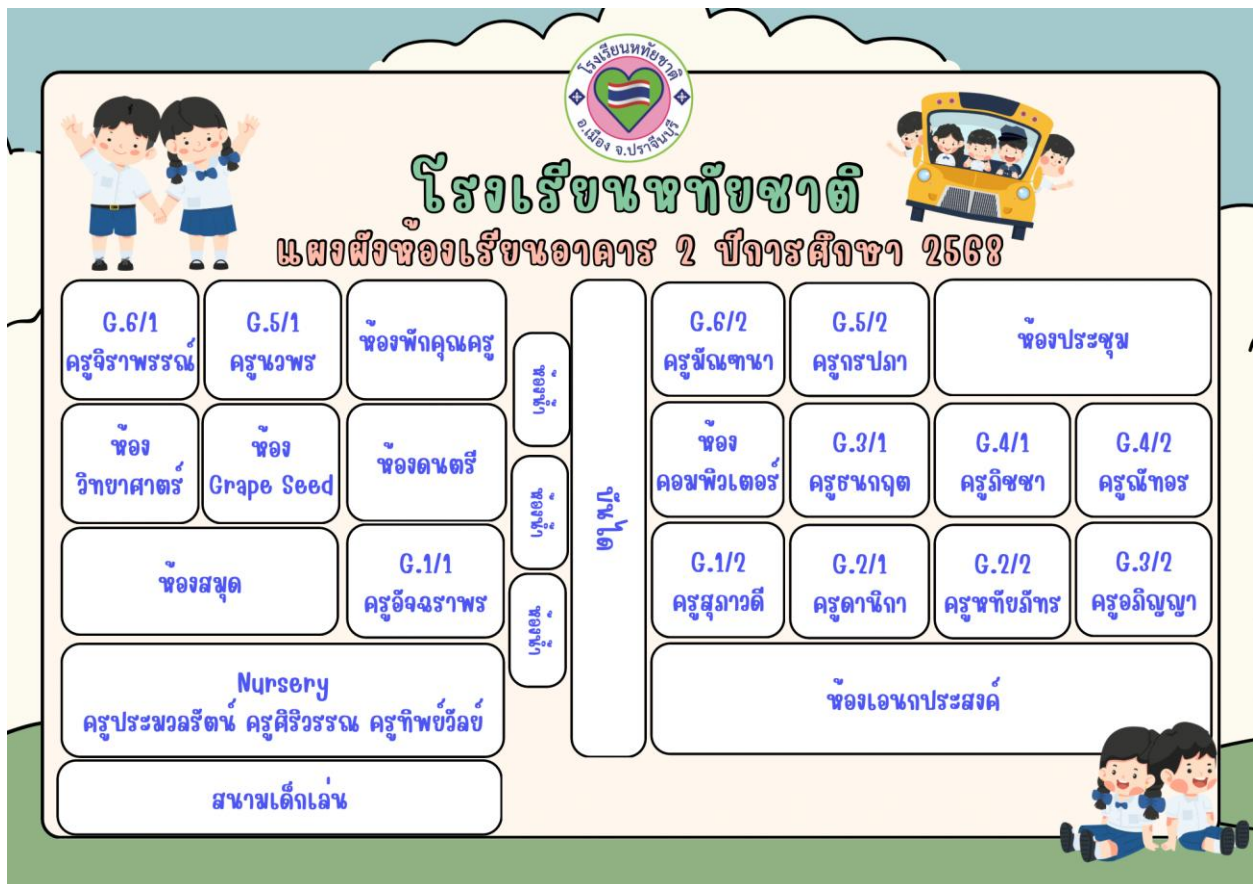 โรงเรียนหทัยชาติ
อ.เมือง จ.ปราจีนบุรี
โรงเรียนหทัยชาติ
แผงผังห้องเรียนอาคาร 2 ปีการศึกษา 2568
G.6/1
ครูจิราพรรณ์
G.5/1
ครูนวพร
ห้องพักคุณครู
ห้องน้ำ
บันได
G.6/2
ครูมัณฑนา
G.5/2
ครูกรปภา
ห้องประชุม
ห้อง
วิทยาศาตร์
ห้อง
Grape Seed
ห้องดนตรี
ห้องน้ำ
ห้อง
คอมพิวเตอร์
G.3/1
ครูธนกฤต
G.4/1
ครูภิชชา
G.4/2
ครูณัทอร
ห้องสมุด
G.1/1
ครูอัจฉราพร
ห้องน้ำ
G.1/2
ครูสุภาวดี
G.2/1
ครูดานิกา
G.2/2
ครูหทัยภัทร
G.3/2
ครูอภิญญา
Nursery
ครูประมวลรัตน์ ครูศิริวรรณ ครูทิพย์วัลย์
ห้องเอนกประสงค์
สนามเด็กเล่น